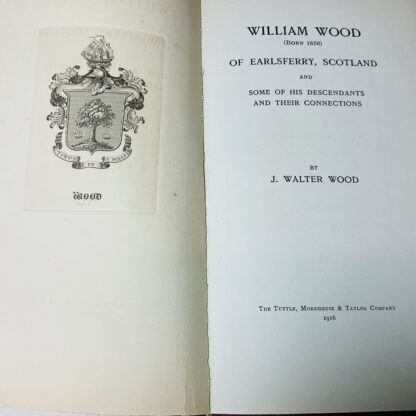 WOOD
WILLIAM WOOD
(BORN 1656)
OF EARLSFERRY, SCOTLAND
AND
SOME OF HIS DESCENDANTS
AND THEIR CONNECTIONS
BY
J. WALTER WOOD
THE TUTTLE, MOREHOUSE & TAYLOR COMPANY
1916